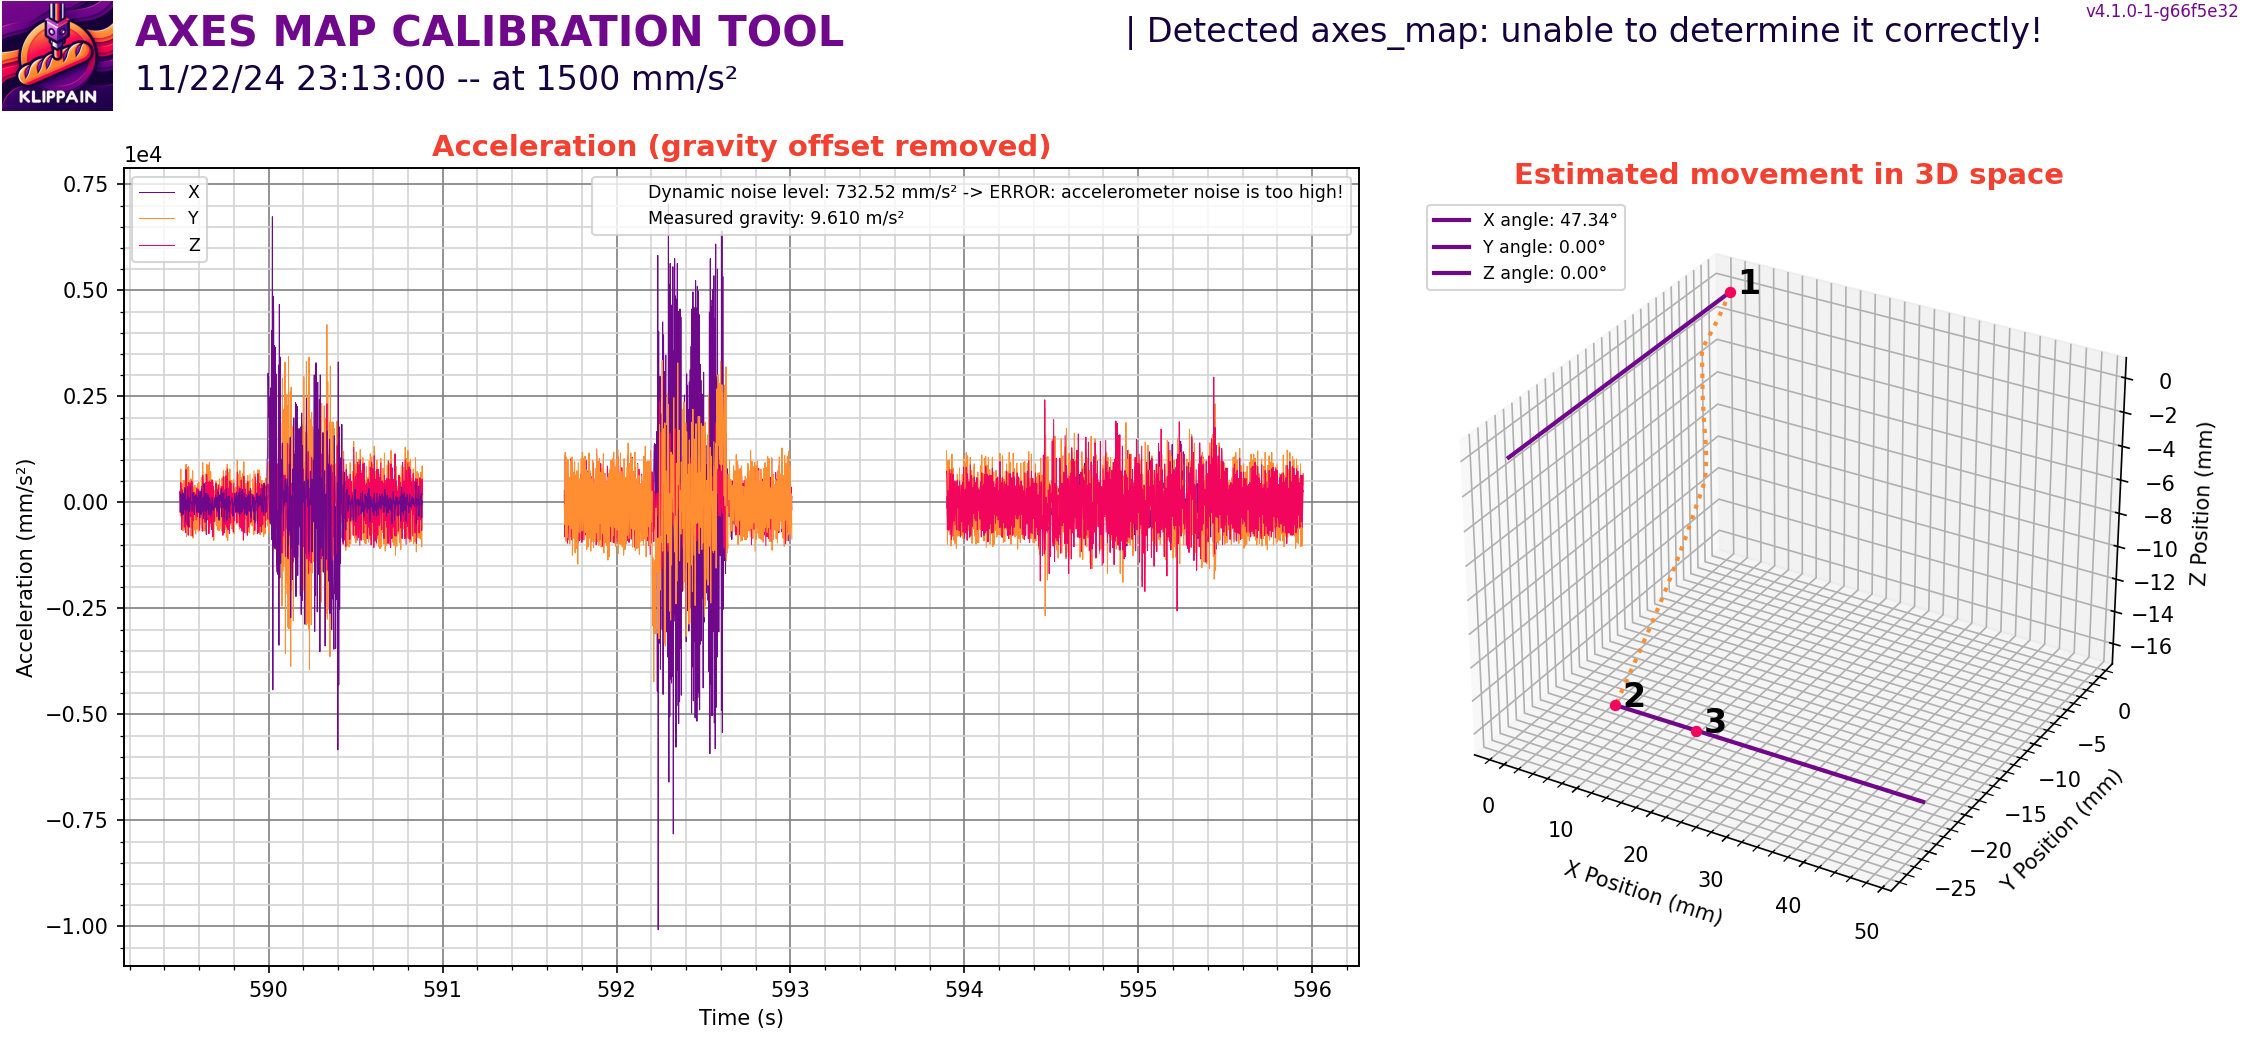 AXES MAP CALIBRATION TOOL
| Detected axes_map: unable to determine it correctly!
v4.1.0-1-g66f5e32
11/22/24 23:13:00 -- at 1500 mm/s²
KLIPPAIN
Acceleration (gravity offset removed)
1e4
X
Y
Z
Dynamic noise level: 732.52 mm/s² -> ERROR: accelerometer noise is too high!
Measured gravity: 9.610 m/s²
0.75
0.50
0.25
0.00
−0.25
−0.50
−0.75
−1.00
Acceleration (mm/s²)
590 591 592 593 594 595 596
Time (s)
Estimated movement in 3D space
X angle: 47.34°
Y angle: 0.00°
Z angle: 0.00°
1
2
3
0
−2
−4
−6
−8
−10
−12
−14
−16
Z Position (mm)
0
−5
−10
−15
−20
−25
Y Position (mm)
0
10
20
30
40
50
X Position (mm)